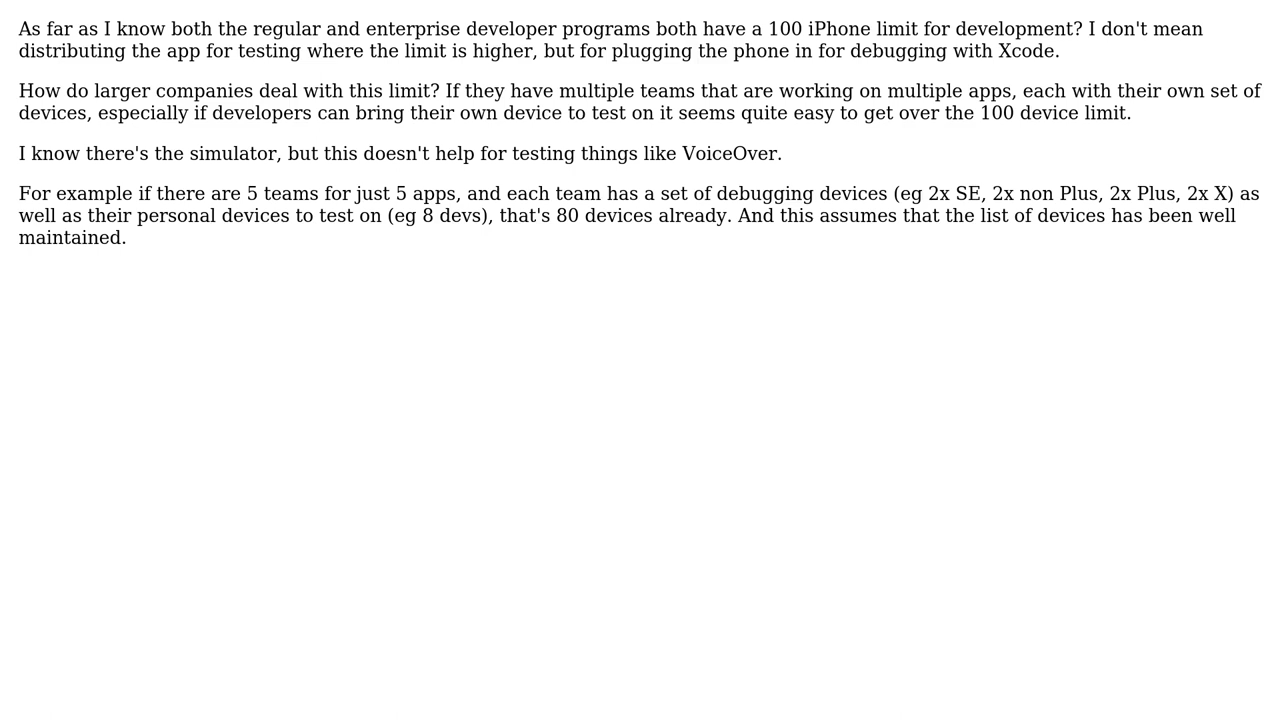 As far as I know both the regular and enterprise developer programs both have a 100 iPhone limit for development? I don't mean
distributing the app for testing where the limit is higher, but for plugging the phone in for debugging with Xcode.
How do larger companies deal with this limit? If they have multiple teams that are working on multiple apps, each with their own set of
devices, especially if developers can bring their own device to test on it seems quite easy to get over the 100 device limit.
I know there's the simulator, but this doesn't help for testing things like VoiceOver.
For example if there are 5 teams for just 5 apps, and each team has a set of debugging devices (eg 2x SE, 2x non Plus, 2x Plus, 2x X) as
well as their personal devices to test on (eg 8 devs), that's 80 devices already. And this assumes that the list of devices has been well
maintained.